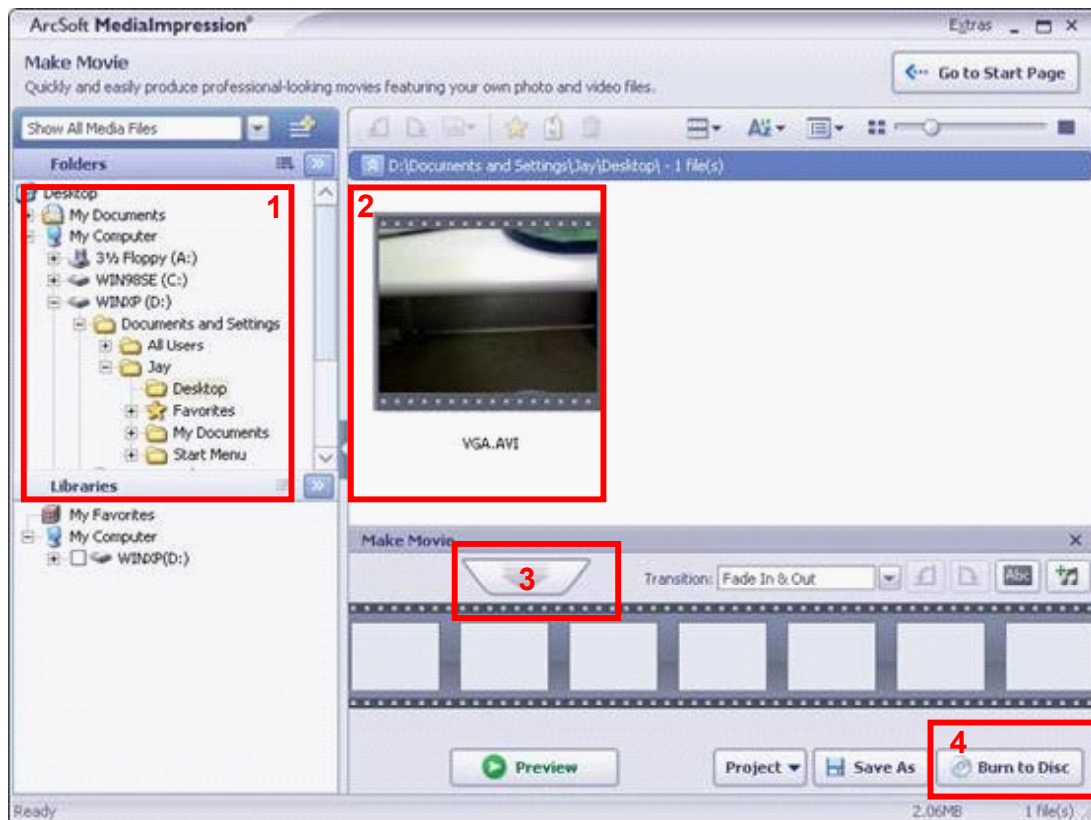 ArcSoft MediaImpression® Extras
Make Movie
Quickly and easily produce professional-looking movies featuring your own photo and video files.
Go to Start Page
Show All Media Files
Folders
Desktop
My Documents
My Computer
3½ Floppy (A:)
WIN98SE (C:)
WINXP (D:)
Documents and Settings
All Users
Jay
Desktop
Favorites
My Documents
Start Menu
1
Libraries
My Favorites
My Computer
WINXP(D:)
D:\Documents and Settings\Jay\Desktop\ - 1 file(s)
2
VGA.AVI
Make Movie
3
Transition: Fade In & Out
Abc
4
Preview Project Save As Burn to Disc
Ready 2.06MB 1 file(s)